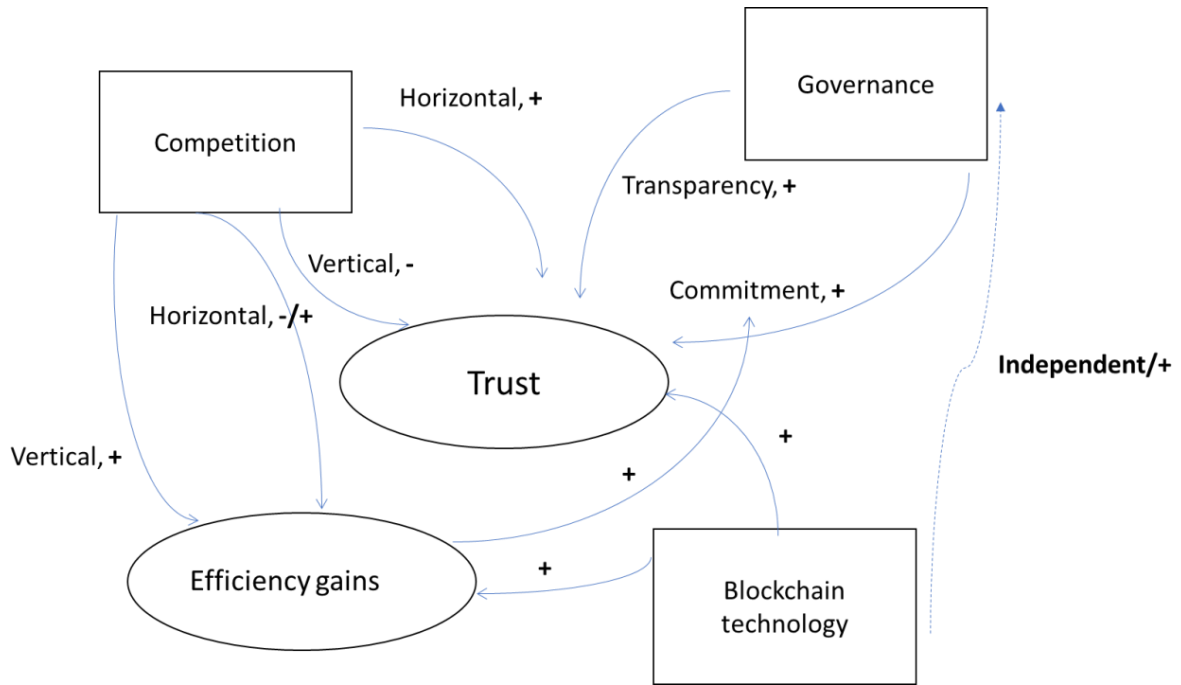 Governance
Horizontal, +
Competition
Transparency, +
Vertical, -
Commitment, +
Horizontal, -/+
Independent/+
Trust
+
Vertical, +
+
+
Efficiency gains
Blockchain
technology